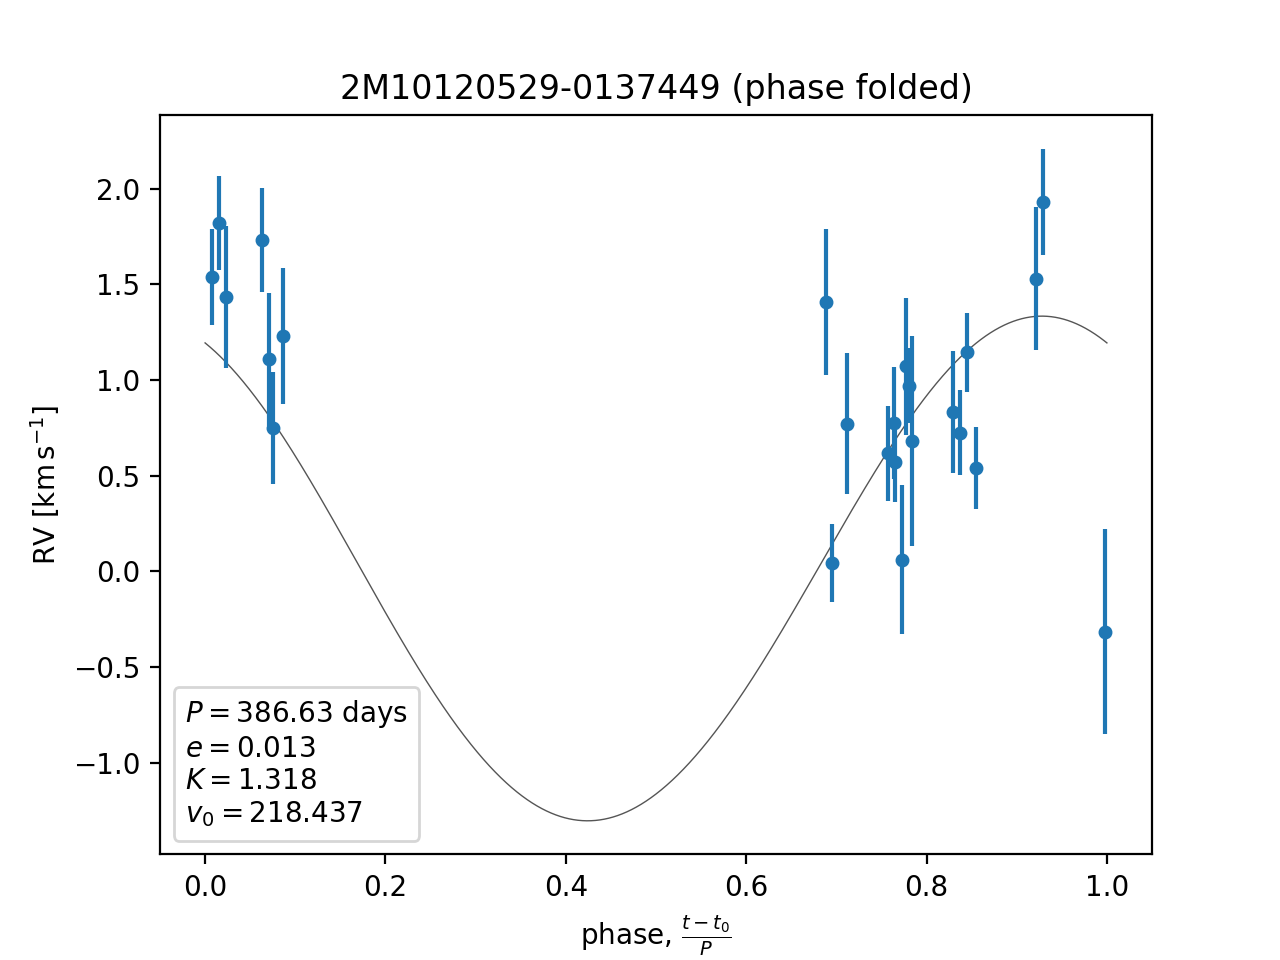 2M10120529-0137449 (phase folded)
RV [km s⁻¹]
2.0
1.5
1.0
0.5
0.0
−0.5
−1.0
P = 386.63 days
e = 0.013
K = 1.318
v₀ = 218.437
0.0 0.2 0.4 0.6 0.8 1.0
phase, (t − t₀)/P